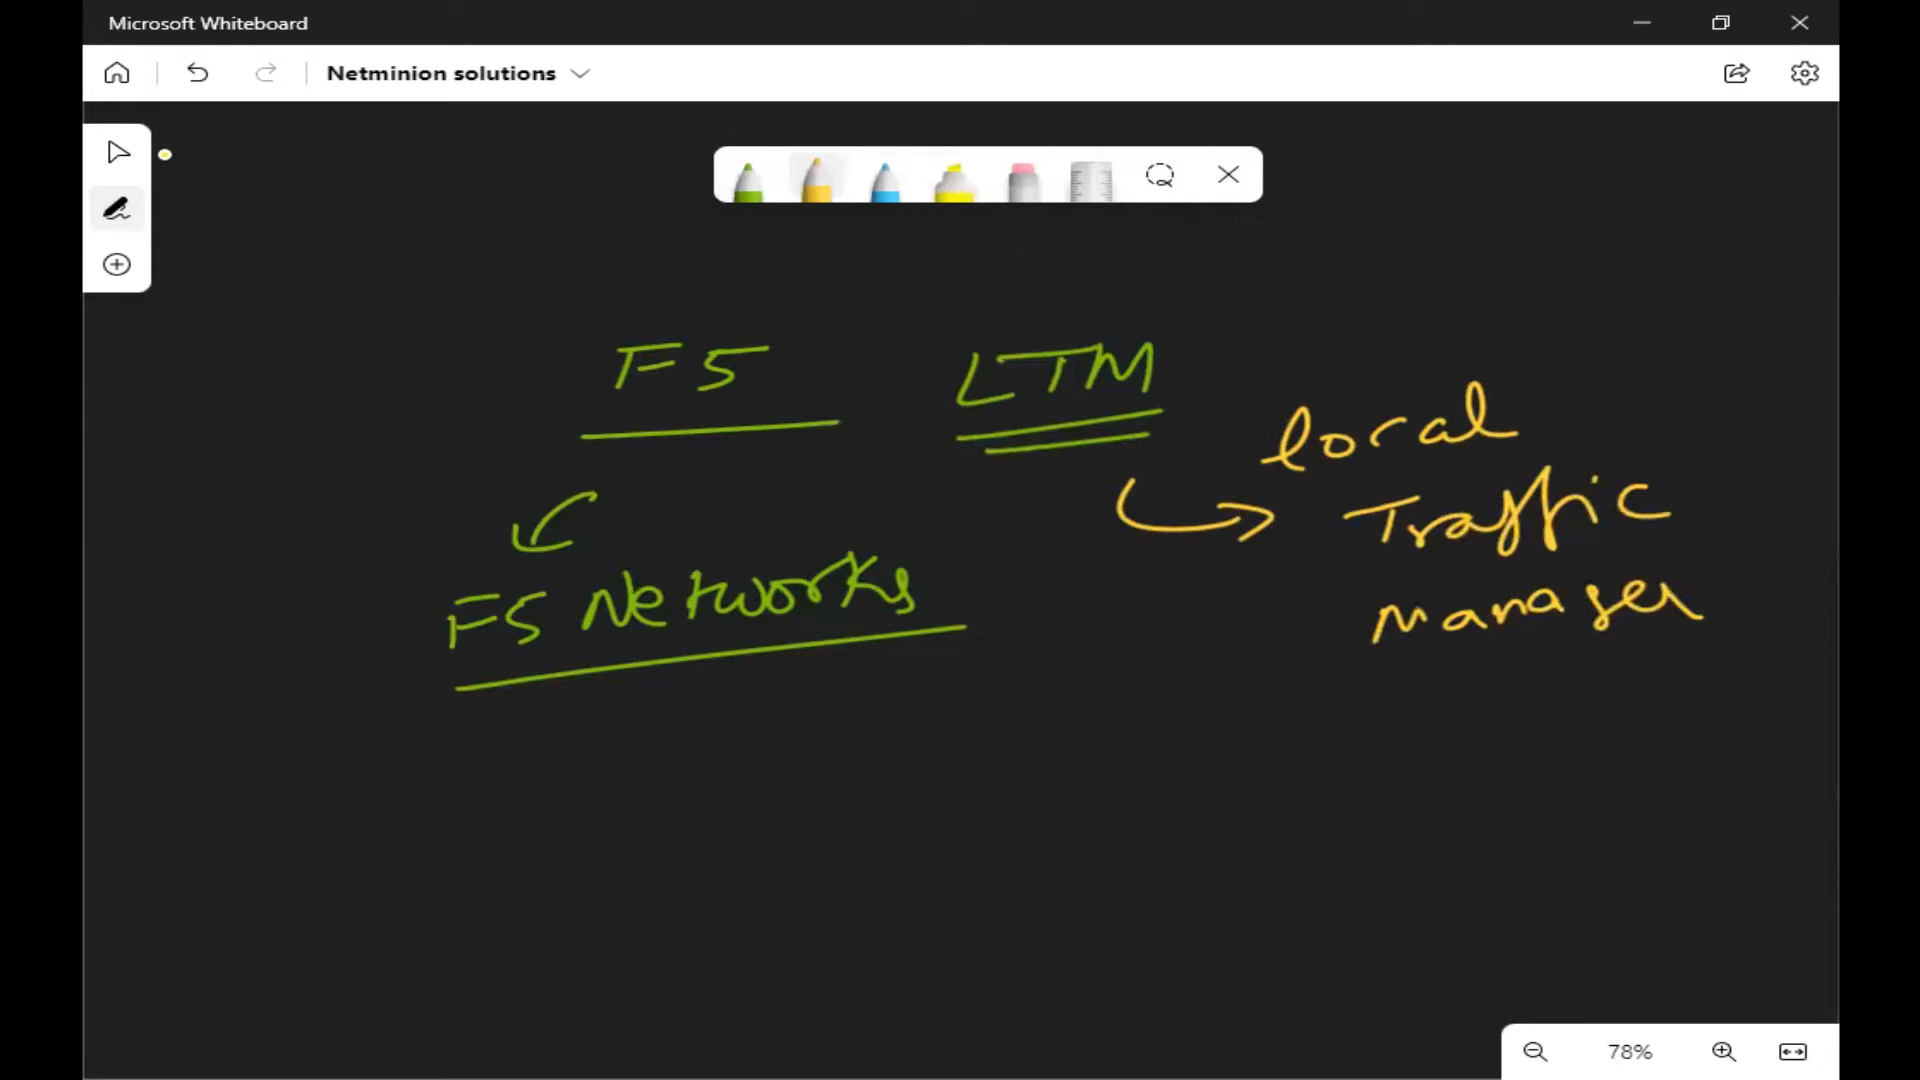 Microsoft Whiteboard
Netminion solutions
F5 LTM
local
Traffic
Manager
F5 Networks
78%